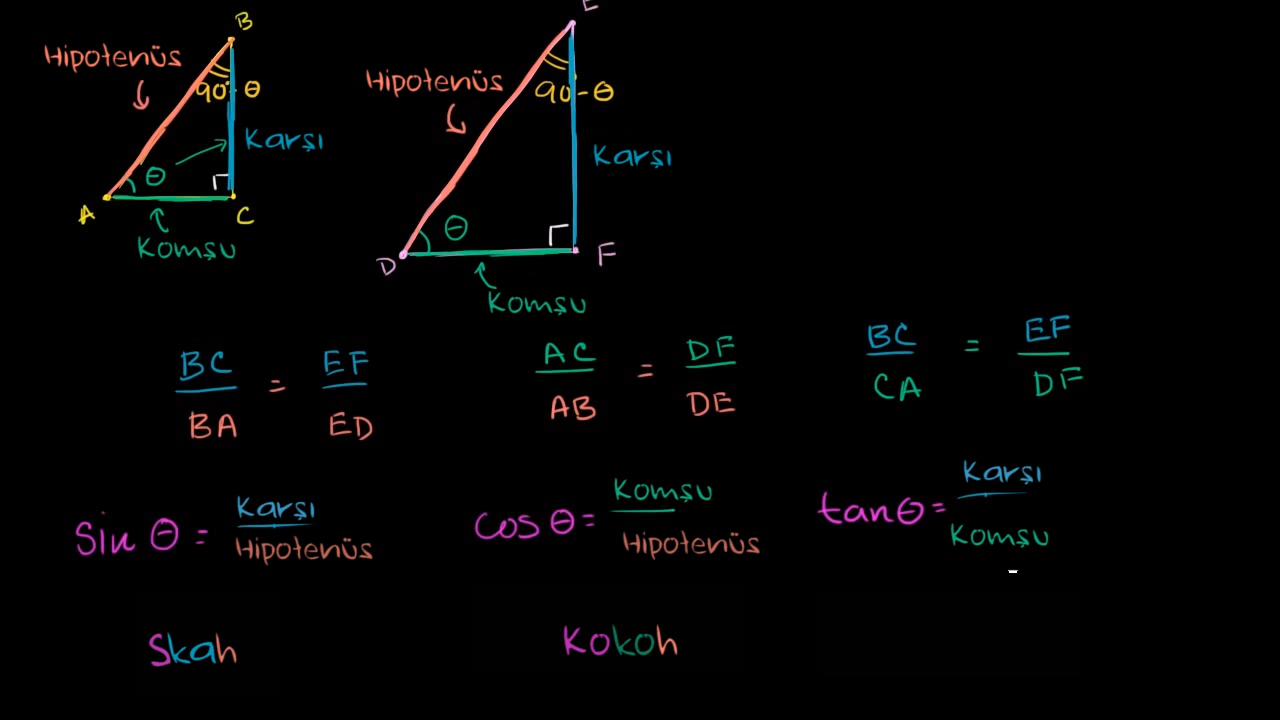 B
E
Hipotenüs
Hipotenüs
90° - θ
90 - θ
Karşı
Karşı
θ
θ
A
C
D
F
Komşu
Komşu
BC / BA = EF / ED
AC / AB = DF / DE
BC / CA = EF / DF
Sin θ = Karşı / Hipotenüs
cos θ = Komşu / Hipotenüs
tan θ = Karşı / Komşu
Skah
Kokoh